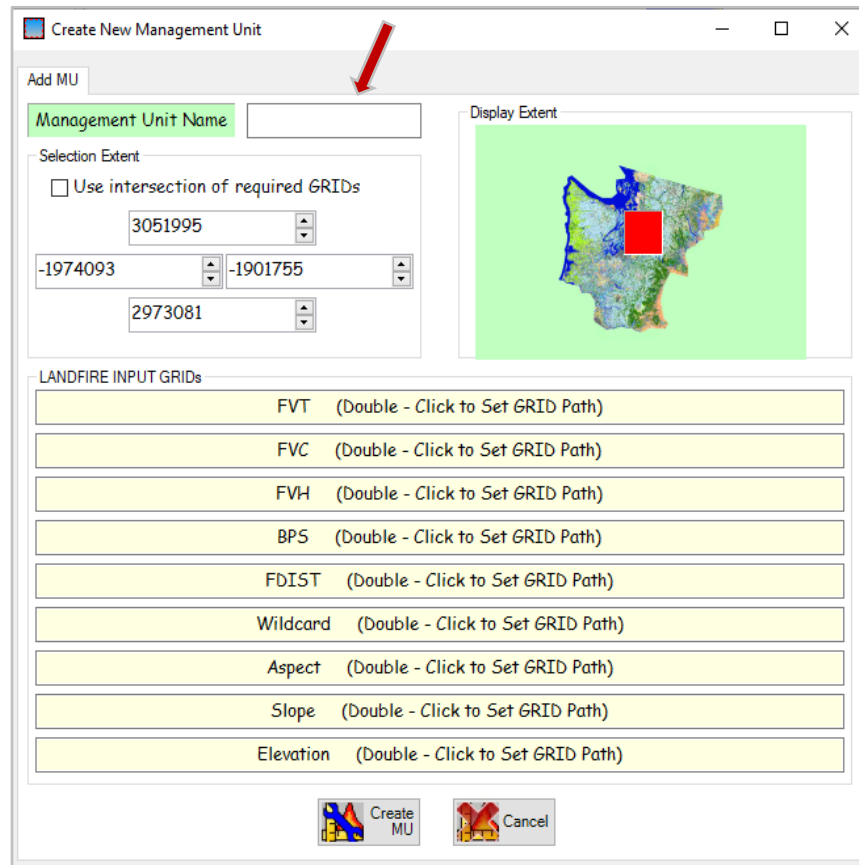 Create New Management Unit
Add MU
Management Unit Name
Display Extent
Selection Extent
Use intersection of required GRIDs
3051995
-1974093 -1901755
2973081
LANDFIRE INPUT GRIDs
FVT (Double - Click to Set GRID Path)
FVC (Double - Click to Set GRID Path)
FVH (Double - Click to Set GRID Path)
BPS (Double - Click to Set GRID Path)
FDIST (Double - Click to Set GRID Path)
Wildcard (Double - Click to Set GRID Path)
Aspect (Double - Click to Set GRID Path)
Slope (Double - Click to Set GRID Path)
Elevation (Double - Click to Set GRID Path)
Create
MU
Cancel